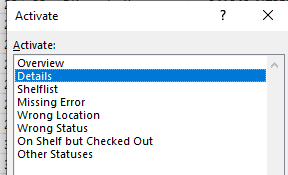 Activate
Activate:
Overview
Details
Shelflist
Missing Error
Wrong Location
Wrong Status
On Shelf but Checked Out
Other Statuses